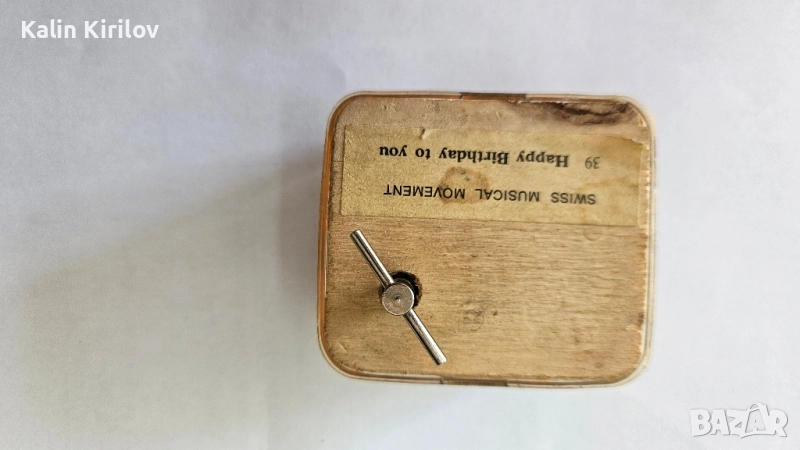 Kalin Kirilov
39 Happy Birthday to you
SWISS MUSICAL MOVEMENT
BAZAR